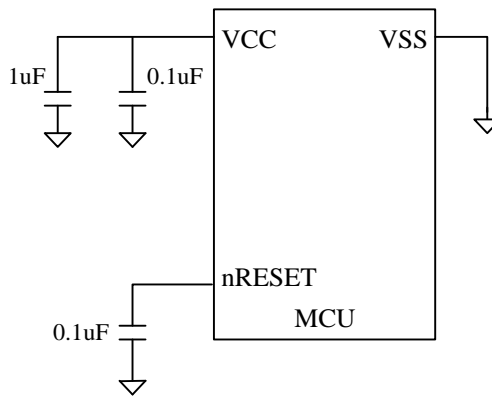 VCC
VSS
1uF
0.1uF
nRESET
MCU
0.1uF